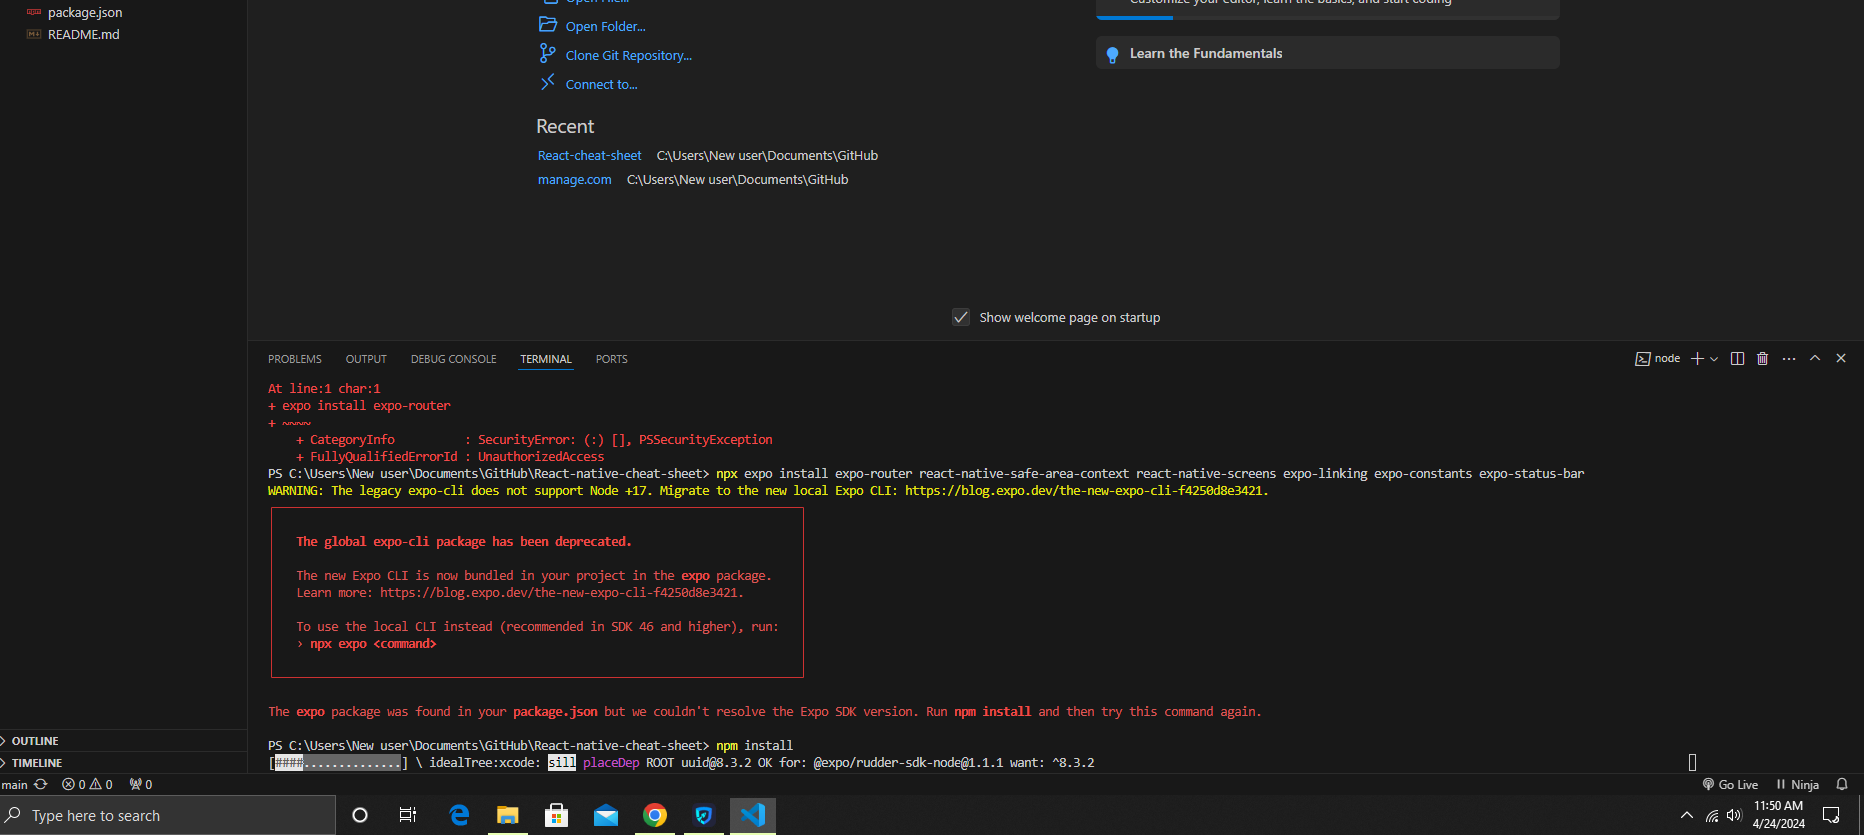 package.json
README.md
Open Folder...
Clone Git Repository...
Connect to...
Recent
React-cheat-sheet C:\Users\New user\Documents\GitHub
manage.com C:\Users\New user\Documents\GitHub
Customize your editor, learn the basics, and start coding
Learn the Fundamentals
Show welcome page on startup
PROBLEMS OUTPUT DEBUG CONSOLE TERMINAL PORTS
node
At line:1 char:1
+ expo install expo-router
+ ~~~~
+ CategoryInfo : SecurityError: (:) [], PSSecurityException
+ FullyQualifiedErrorId : UnauthorizedAccess
PS C:\Users\New user\Documents\GitHub\React-native-cheat-sheet> npx expo install expo-router react-native-safe-area-context react-native-screens expo-linking expo-constants expo-status-bar
WARNING: The legacy expo-cli does not support Node +17. Migrate to the new local Expo CLI: https://blog.expo.dev/the-new-expo-cli-f4250d8e3421.
The global expo-cli package has been deprecated.
The new Expo CLI is now bundled in your project in the expo package.
Learn more: https://blog.expo.dev/the-new-expo-cli-f4250d8e3421.
To use the local CLI instead (recommended in SDK 46 and higher), run:
› npx expo <command>
The expo package was found in your package.json but we couldn't resolve the Expo SDK version. Run npm install and then try this command again.
PS C:\Users\New user\Documents\GitHub\React-native-cheat-sheet> npm install
[####..............] \ idealTree:xcode: sill placeDep ROOT uuid@8.3.2 OK for: @expo/rudder-sdk-node@1.1.1 want: ^8.3.2
OUTLINE
TIMELINE
main 0 0 0
Go Live Ninja
Type here to search
11:50 AM
4/24/2024